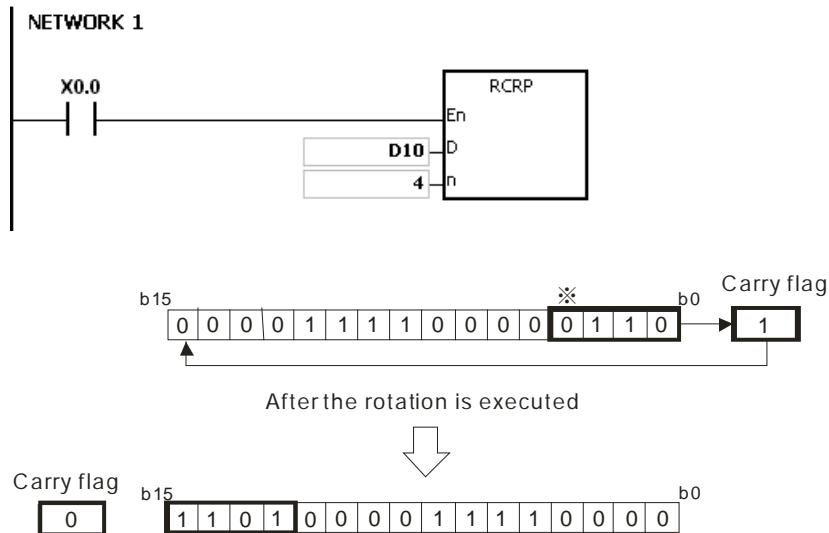 NETWORK 1
X0.0
RCRP
En
D10 D
4 n
Carry flag
b15 ※ b0
0 0 0 0 1 1 1 1 0 0 0 0 0 1 1 0 1
After the rotation is executed
Carry flag
b15 b0
0 1 1 0 1 0 0 0 0 1 1 1 1 0 0 0 0